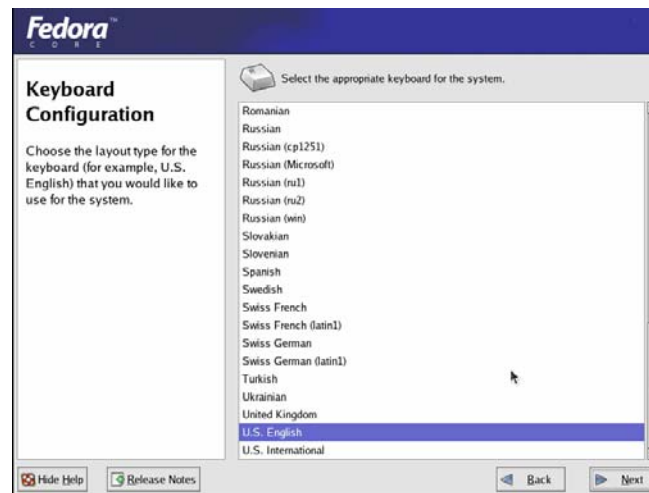 Fedora™
CORE
Keyboard
Configuration
Choose the layout type for the
keyboard (for example, U.S.
English) that you would like to
use for the system.
Select the appropriate keyboard for the system.
Romanian
Russian
Russian (cp1251)
Russian (Microsoft)
Russian (ru1)
Russian (ru2)
Russian (win)
Slovakian
Slovenian
Spanish
Swedish
Swiss French
Swiss French (latin1)
Swiss German
Swiss German (latin1)
Turkish
Ukrainian
United Kingdom
U.S. English
U.S. International
Hide Help Release Notes Back Next